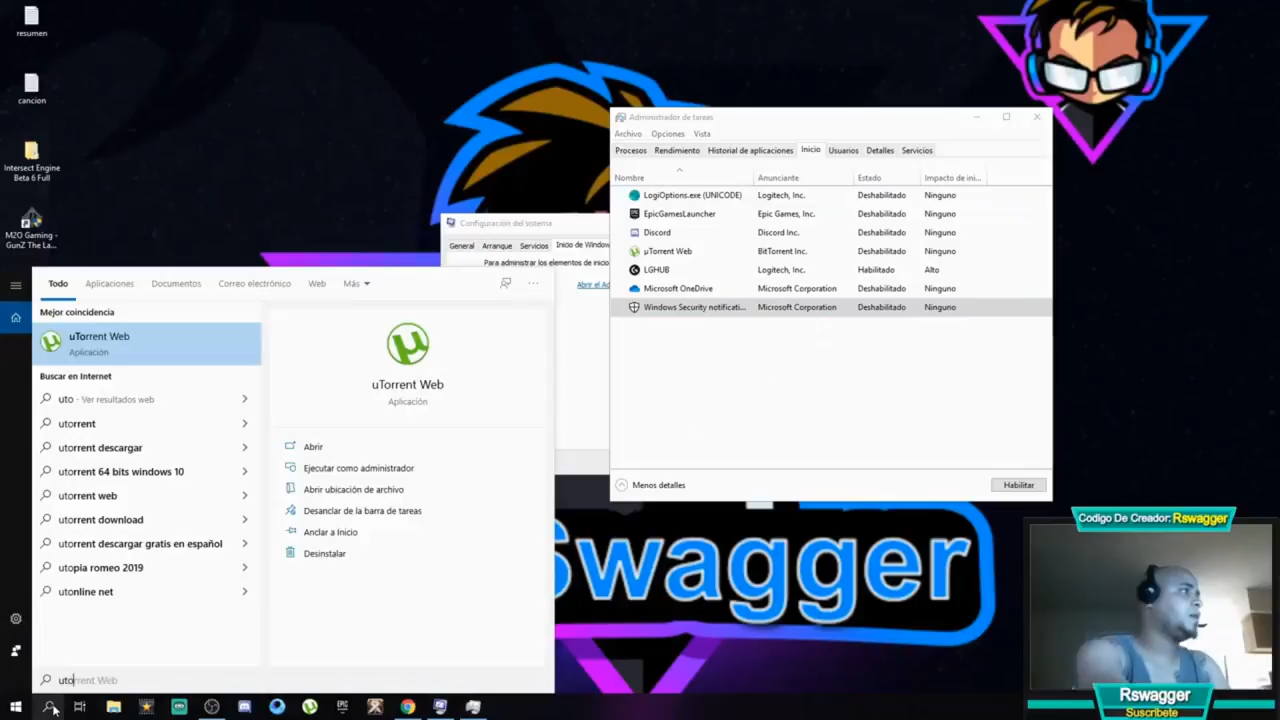 resumen
cancion
Intersect Engine
Beta 6 Full
M2O Gaming -
GunZ The La...
Administrador de tareas
Archivo Opciones Vista
Procesos Rendimiento Historial de aplicaciones Inicio Usuarios Detalles Servicios
Nombre Anunciante Estado Impacto de ini...
LogiOptions.exe (UNICODE) Logitech, Inc. Deshabilitado Ninguno
EpicGamesLauncher Epic Games, Inc. Deshabilitado Ninguno
Discord Discord Inc. Deshabilitado Ninguno
µTorrent Web BitTorrent Inc. Deshabilitado Ninguno
LGHUB Logitech, Inc. Habilitado Alto
Microsoft OneDrive Microsoft Corporation Deshabilitado Ninguno
Windows Security notificati... Microsoft Corporation Deshabilitado Ninguno
Menos detalles Habilitar
Configuración del sistema
General Arranque Servicios Inicio de Window
Para administrar los elementos de inicio
Abrir el Ad
Todo Aplicaciones Documentos Correo electrónico Web Más
Mejor coincidencia
uTorrent Web
Aplicación
Buscar en Internet
uto - Ver resultados web
utorrent
utorrent descargar
utorrent 64 bits windows 10
utorrent web
utorrent download
utorrent descargar gratis en español
utopia romeo 2019
utonline net
uTorrent Web
Aplicación
Abrir
Ejecutar como administrador
Abrir ubicación de archivo
Desanclar de la barra de tareas
Anclar a Inicio
Desinstalar
utorrent Web
swagger
Codigo De Creador: Rswagger
Rswagger
Suscribete
EPIC